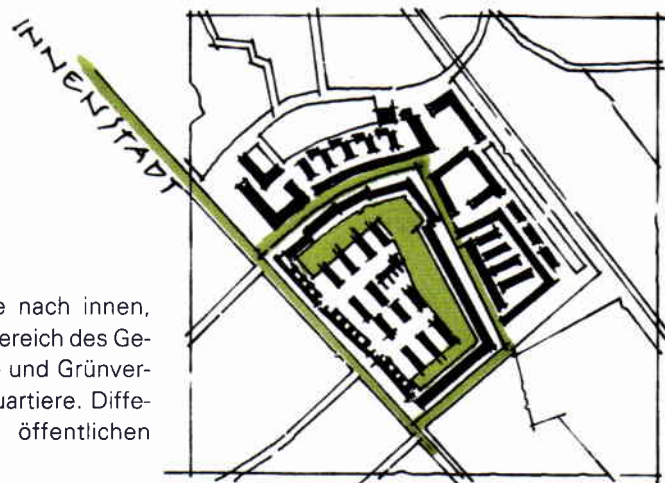 INNENSTADT
e nach innen,
ereich des Ge-
und Grünver-
uartiere. Diffe-
öffentlichen